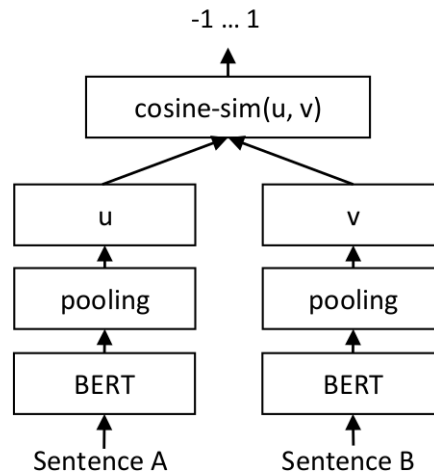 -1 … 1
cosine-sim(u, v)
u
v
pooling
pooling
BERT
BERT
Sentence A
Sentence B